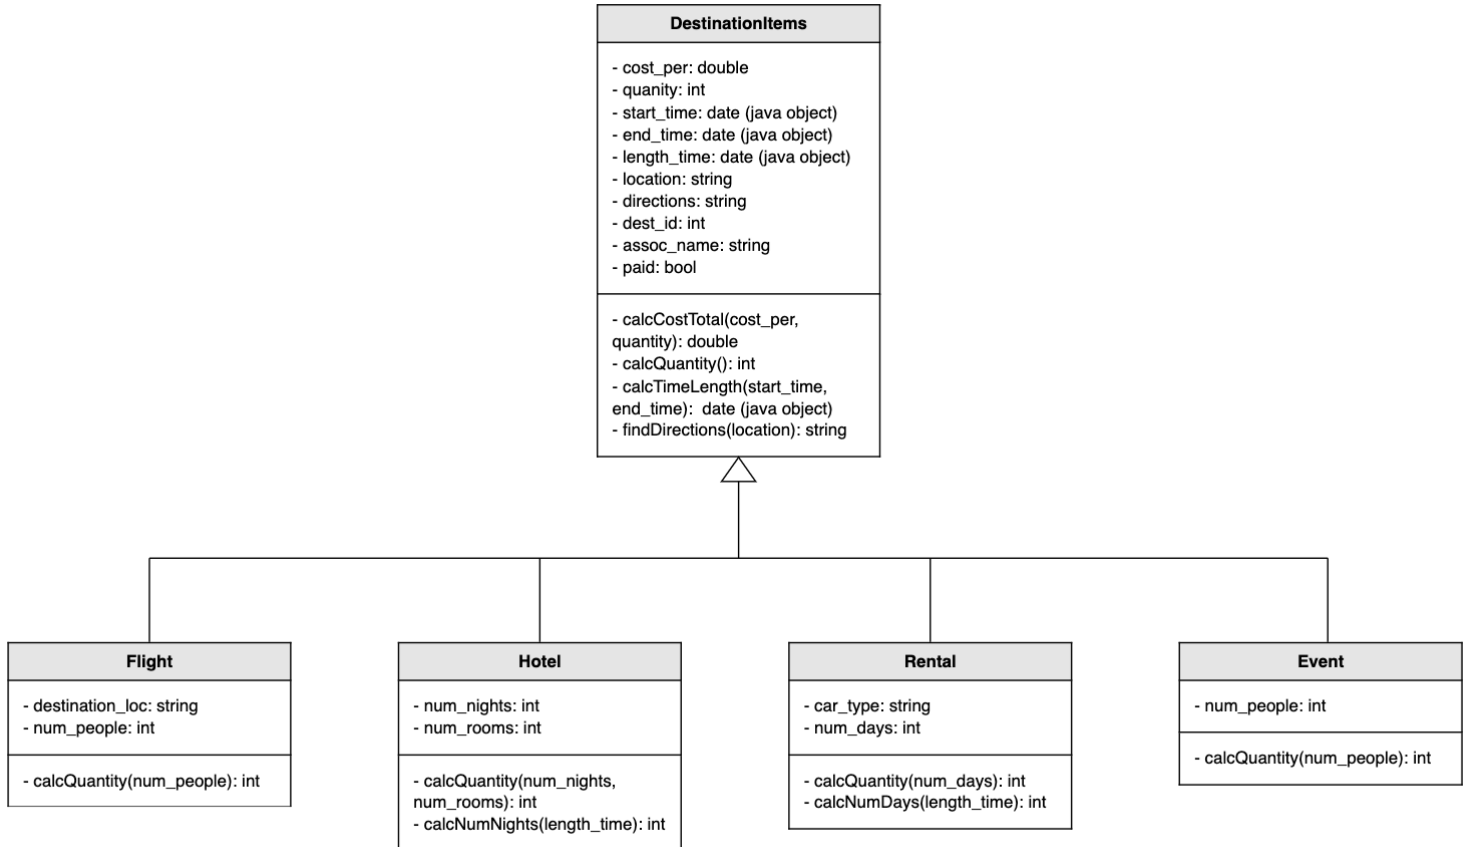 DestinationItems
- cost_per: double
- quanity: int
- start_time: date (java object)
- end_time: date (java object)
- length_time: date (java object)
- location: string
- directions: string
- dest_id: int
- assoc_name: string
- paid: bool
- calcCostTotal(cost_per,
quantity): double
- calcQuantity(): int
- calcTimeLength(start_time,
end_time):  date (java object)
- findDirections(location): string
Flight
- destination_loc: string
- num_people: int
- calcQuantity(num_people): int
Hotel
- num_nights: int
- num_rooms: int
- calcQuantity(num_nights,
num_rooms): int
- calcNumNights(length_time): int
Rental
- car_type: string
- num_days: int
- calcQuantity(num_days): int
- calcNumDays(length_time): int
Event
- num_people: int
- calcQuantity(num_people): int